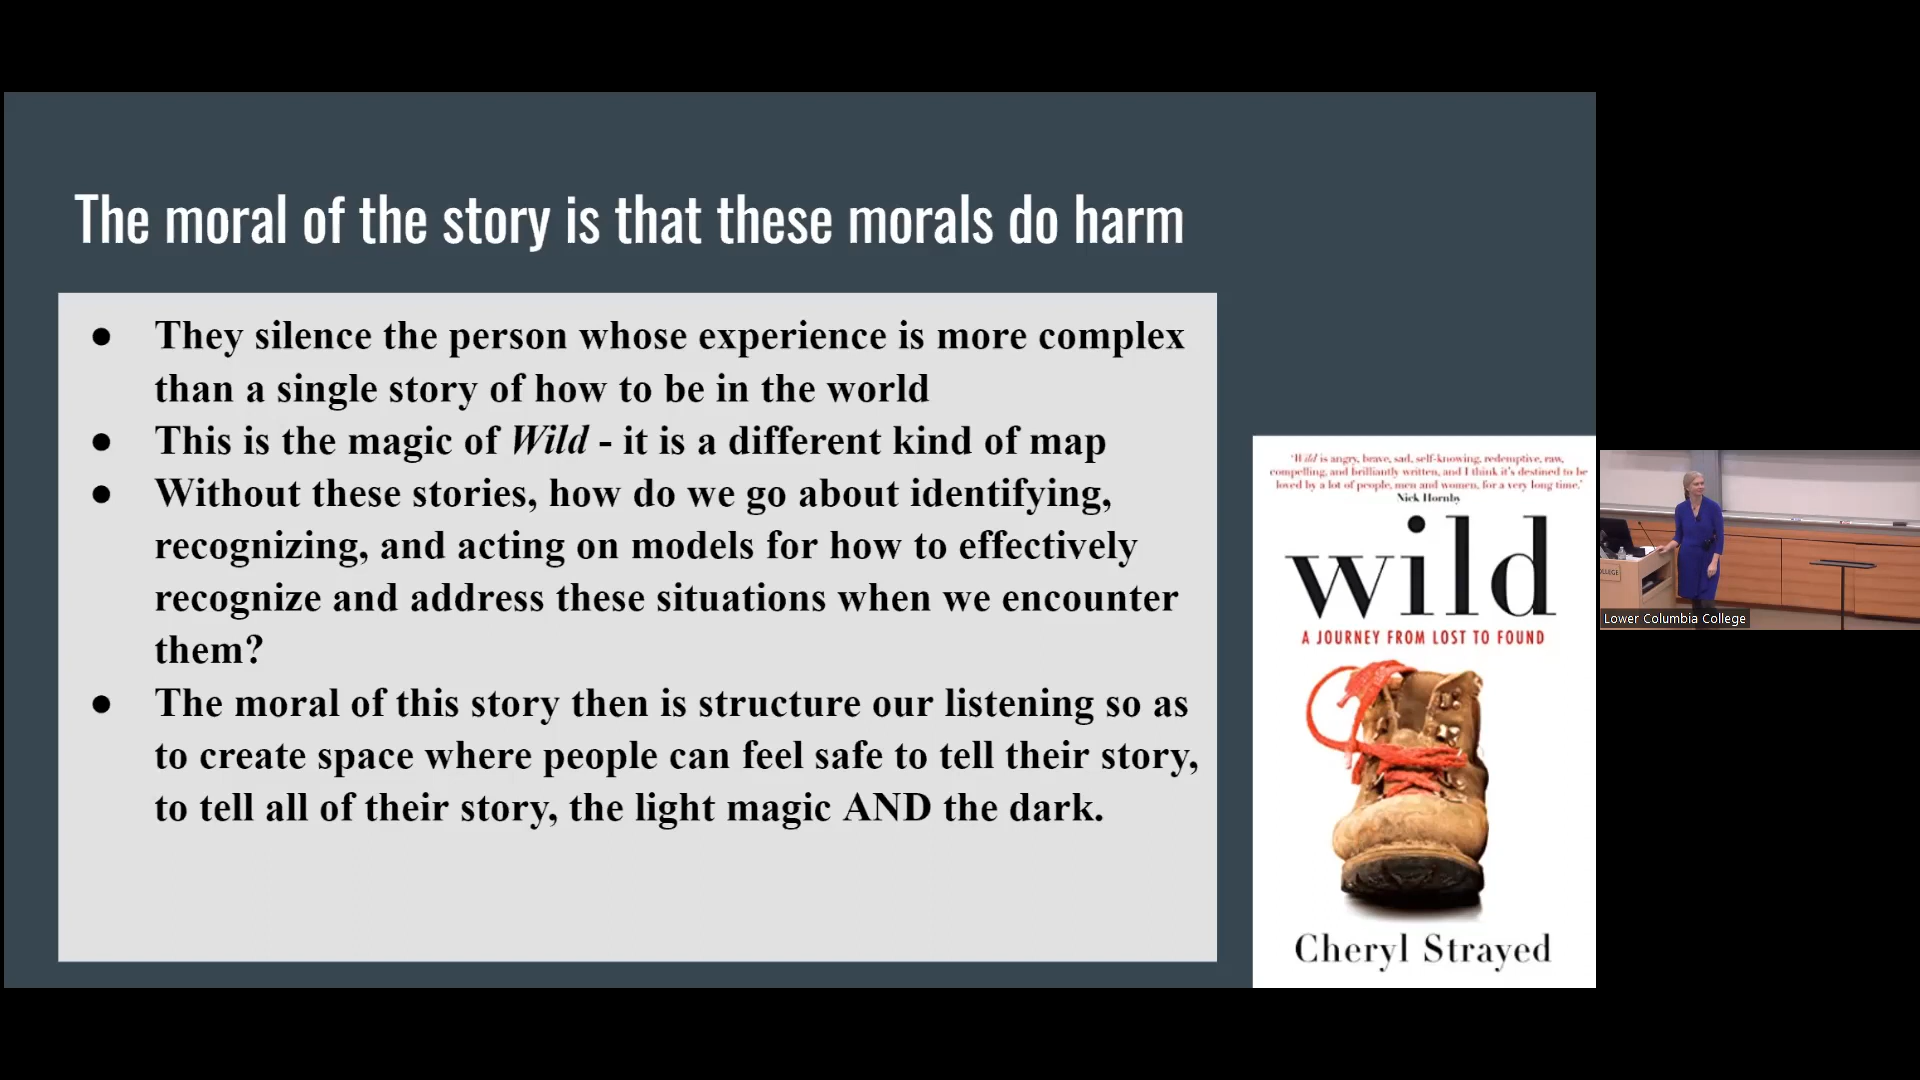 The moral of the story is that these morals do harm
● They silence the person whose experience is more complex
than a single story of how to be in the world
● This is the magic of Wild - it is a different kind of map
● Without these stories, how do we go about identifying,
recognizing, and acting on models for how to effectively
recognize and address these situations when we encounter
them?
● The moral of this story then is structure our listening so as
to create space where people can feel safe to tell their story,
to tell all of their story, the light magic AND the dark.
'Wild is angry, brave, sad, self-knowing, redemptive, raw,
compelling, and brilliantly written, and I think it's destined to be
loved by a lot of people, men and women, for a very long time.'
Nick Hornby
wild
A JOURNEY FROM LOST TO FOUND
Cheryl Strayed
Lower Columbia College